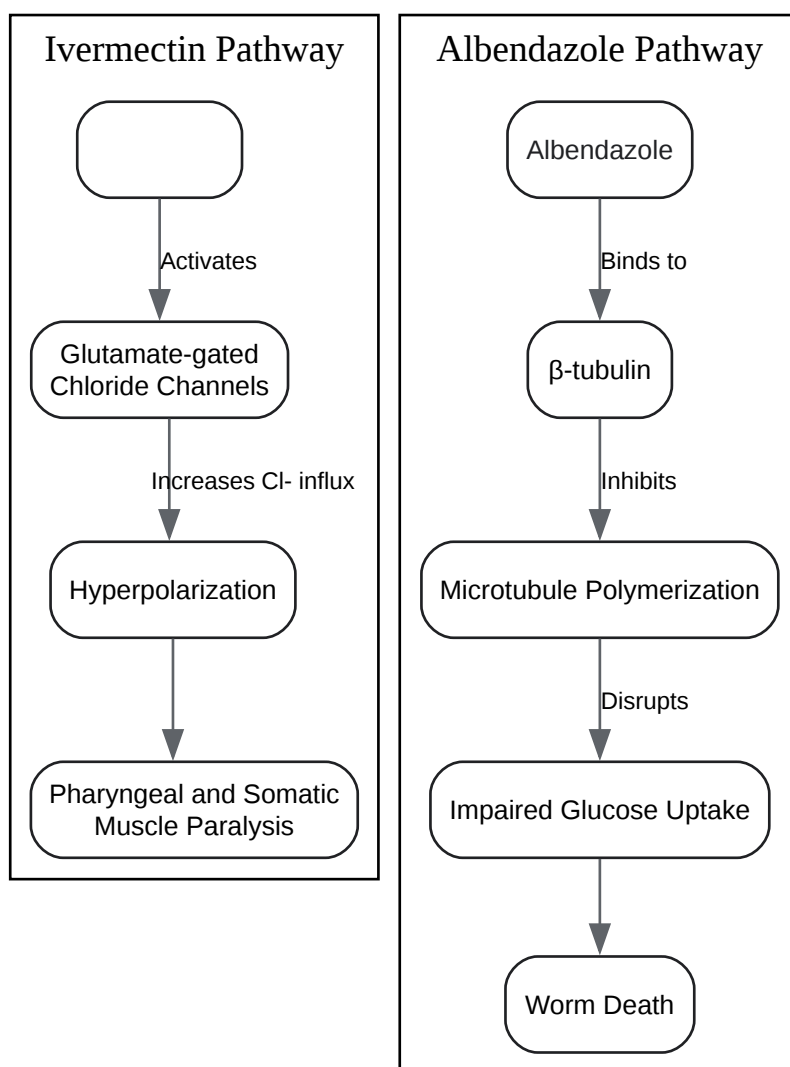 Ivermectin Pathway
Activates
Glutamate-gated
Chloride Channels
Increases Cl- influx
Hyperpolarization
Pharyngeal and Somatic
Muscle Paralysis
Albendazole Pathway
Albendazole
Binds to
β-tubulin
Inhibits
Microtubule Polymerization
Disrupts
Impaired Glucose Uptake
Worm Death